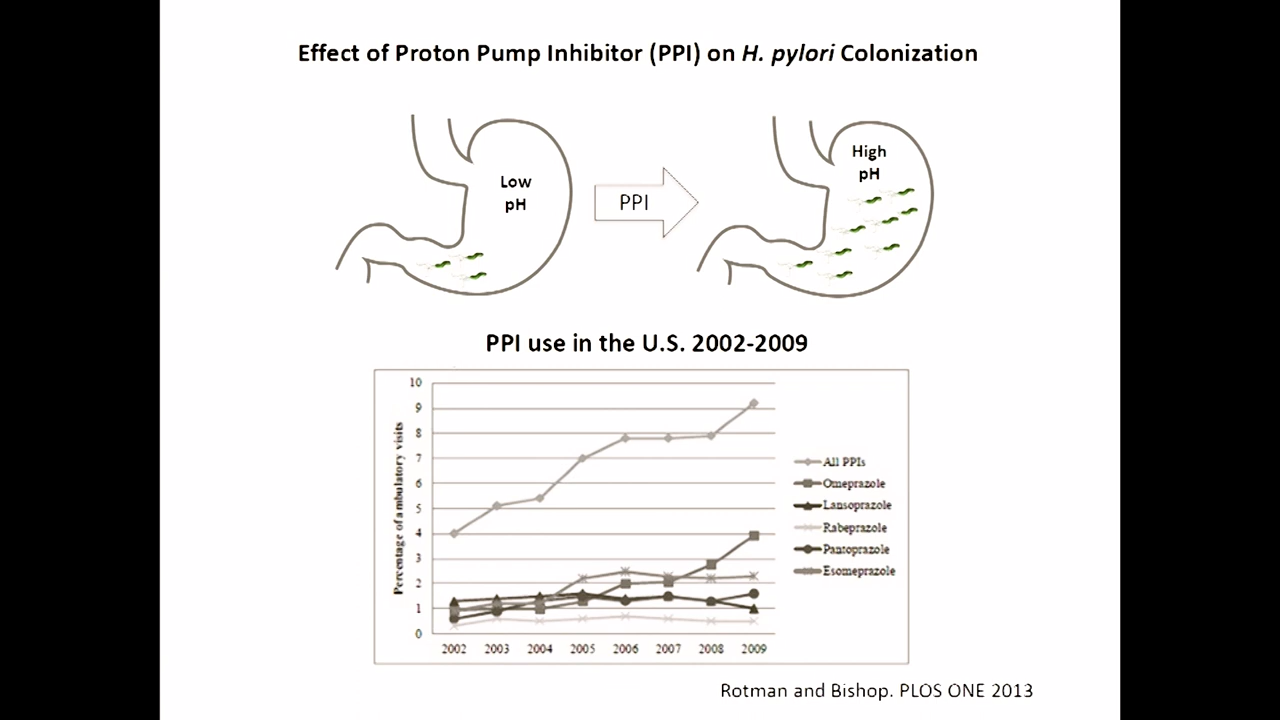 Effect of Proton Pump Inhibitor (PPI) on H. pylori Colonization
Low
pH
PPI
High
pH
PPI use in the U.S. 2002-2009
Percentage of ambulatory visits
10
9
8
7
6
5
4
3
2
1
0
2002 2003 2004 2005 2006 2007 2008 2009
All PPIs
Omeprazole
Lansoprazole
Rabeprazole
Pantoprazole
Esomeprazole
Rotman and Bishop. PLOS ONE 2013